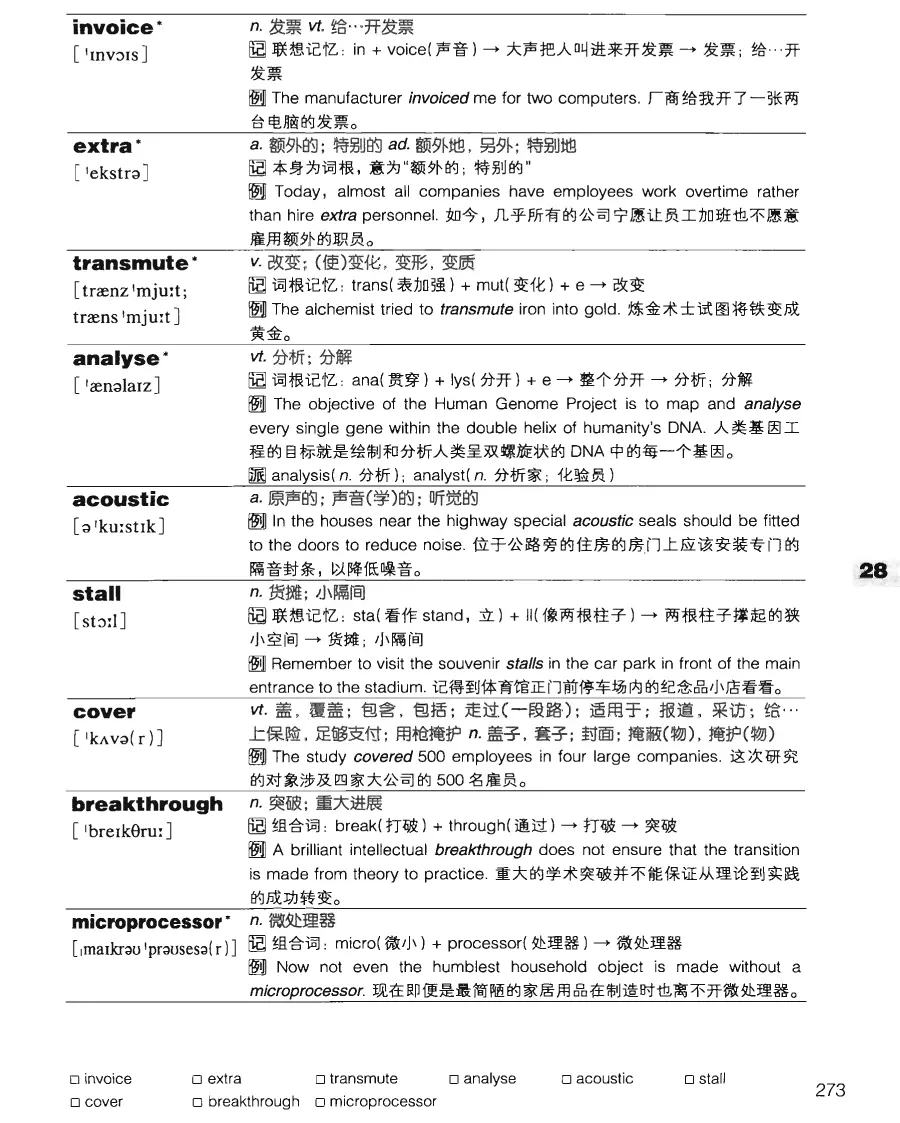 invoice*
[ˈɪnvɔɪs]
n. 发票 vt. 给…开发票
记 联想记忆：in + voice(声音) → 大声把人叫进来开发票 → 发票；给…开
发票
例 The manufacturer invoiced me for two computers. 厂商给我开了一张两
台电脑的发票。
extra*
[ˈekstrə]
a. 额外的；特别的 ad. 额外地，另外；特别地
记 本身为词根，意为“额外的；特别的”
例 Today, almost all companies have employees work overtime rather
than hire extra personnel. 如今，几乎所有的公司宁愿让员工加班也不愿意
雇用额外的职员。
transmute*
[trænzˈmjuːt;
trænsˈmjuːt]
v. 改变；(使)变化，变形，变质
记 词根记忆：trans(表加强) + mut(变化) + e → 改变
例 The alchemist tried to transmute iron into gold. 炼金术士试图将铁变成
黄金。
analyse*
[ˈænəlaɪz]
vt. 分析；分解
记 词根记忆：ana(贯穿) + lys(分开) + e → 整个分开 → 分析；分解
例 The objective of the Human Genome Project is to map and analyse
every single gene within the double helix of humanity's DNA. 人类基因工
程的目标就是绘制和分析人类呈双螺旋状的 DNA 中的每一个基因。
派 analysis(n. 分析)；analyst(n. 分析家；化验员)
acoustic
[əˈkuːstɪk]
a. 原声的；声音(学)的；听觉的
例 In the houses near the highway special acoustic seals should be fitted
to the doors to reduce noise. 位于公路旁的住房的房门上应该安装专门的
隔音封条，以降低噪音。
28
stall
[stɔːl]
n. 货摊；小隔间
记 联想记忆：sta(看作 stand，立) + ll(像两根柱子) → 两根柱子撑起的狭
小空间 → 货摊；小隔间
例 Remember to visit the souvenir stalls in the car park in front of the main
entrance to the stadium. 记得到体育馆正门前停车场内的纪念品小店看看。
cover
[ˈkʌvə(r)]
vt. 盖，覆盖；包含，包括；走过(一段路)；适用于；报道，采访；给…
上保险，足够支付；用枪掩护 n. 盖子，套子；封面；掩蔽(物)，掩护(物)
例 The study covered 500 employees in four large companies. 这次研究
的对象涉及四家大公司的 500 名雇员。
breakthrough
[ˈbreɪkθruː]
n. 突破；重大进展
记 组合词：break(打破) + through(通过) → 打破 → 突破
例 A brilliant intellectual breakthrough does not ensure that the transition
is made from theory to practice. 重大的学术突破并不能保证从理论到实践
的成功转变。
microprocessor*
[ˌmaɪkrəʊˈprəʊsesə(r)]
n. 微处理器
记 组合词：micro(微小) + processor(处理器) → 微处理器
例 Now not even the humblest household object is made without a
microprocessor. 现在即便是最简陋的家居用品在制造时也离不开微处理器。
□ invoice □ extra □ transmute □ analyse □ acoustic □ stall
□ cover □ breakthrough □ microprocessor
273